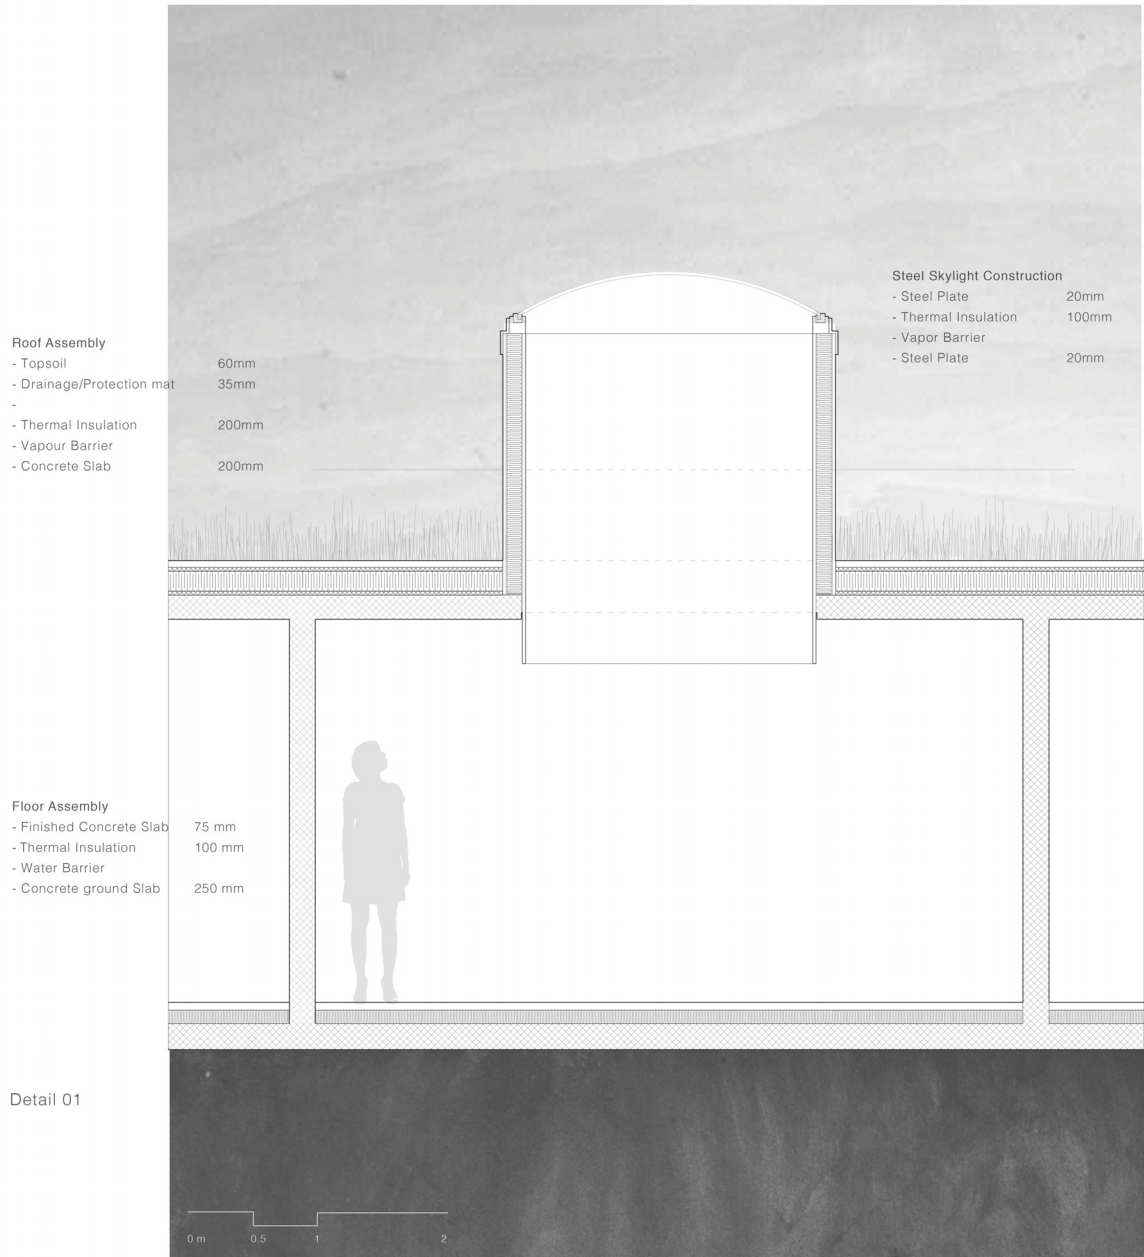 Steel Skylight Construction
- Steel Plate 20mm
- Thermal Insulation 100mm
- Vapor Barrier
- Steel Plate 20mm
Roof Assembly
- Topsoil 60mm
- Drainage/Protection mat 35mm
-
- Thermal Insulation 200mm
- Vapour Barrier
- Concrete Slab 200mm
Floor Assembly
- Finished Concrete Slab 75 mm
- Thermal Insulation 100 mm
- Water Barrier
- Concrete ground Slab 250 mm
Detail 01
0 m 0.5 1 2